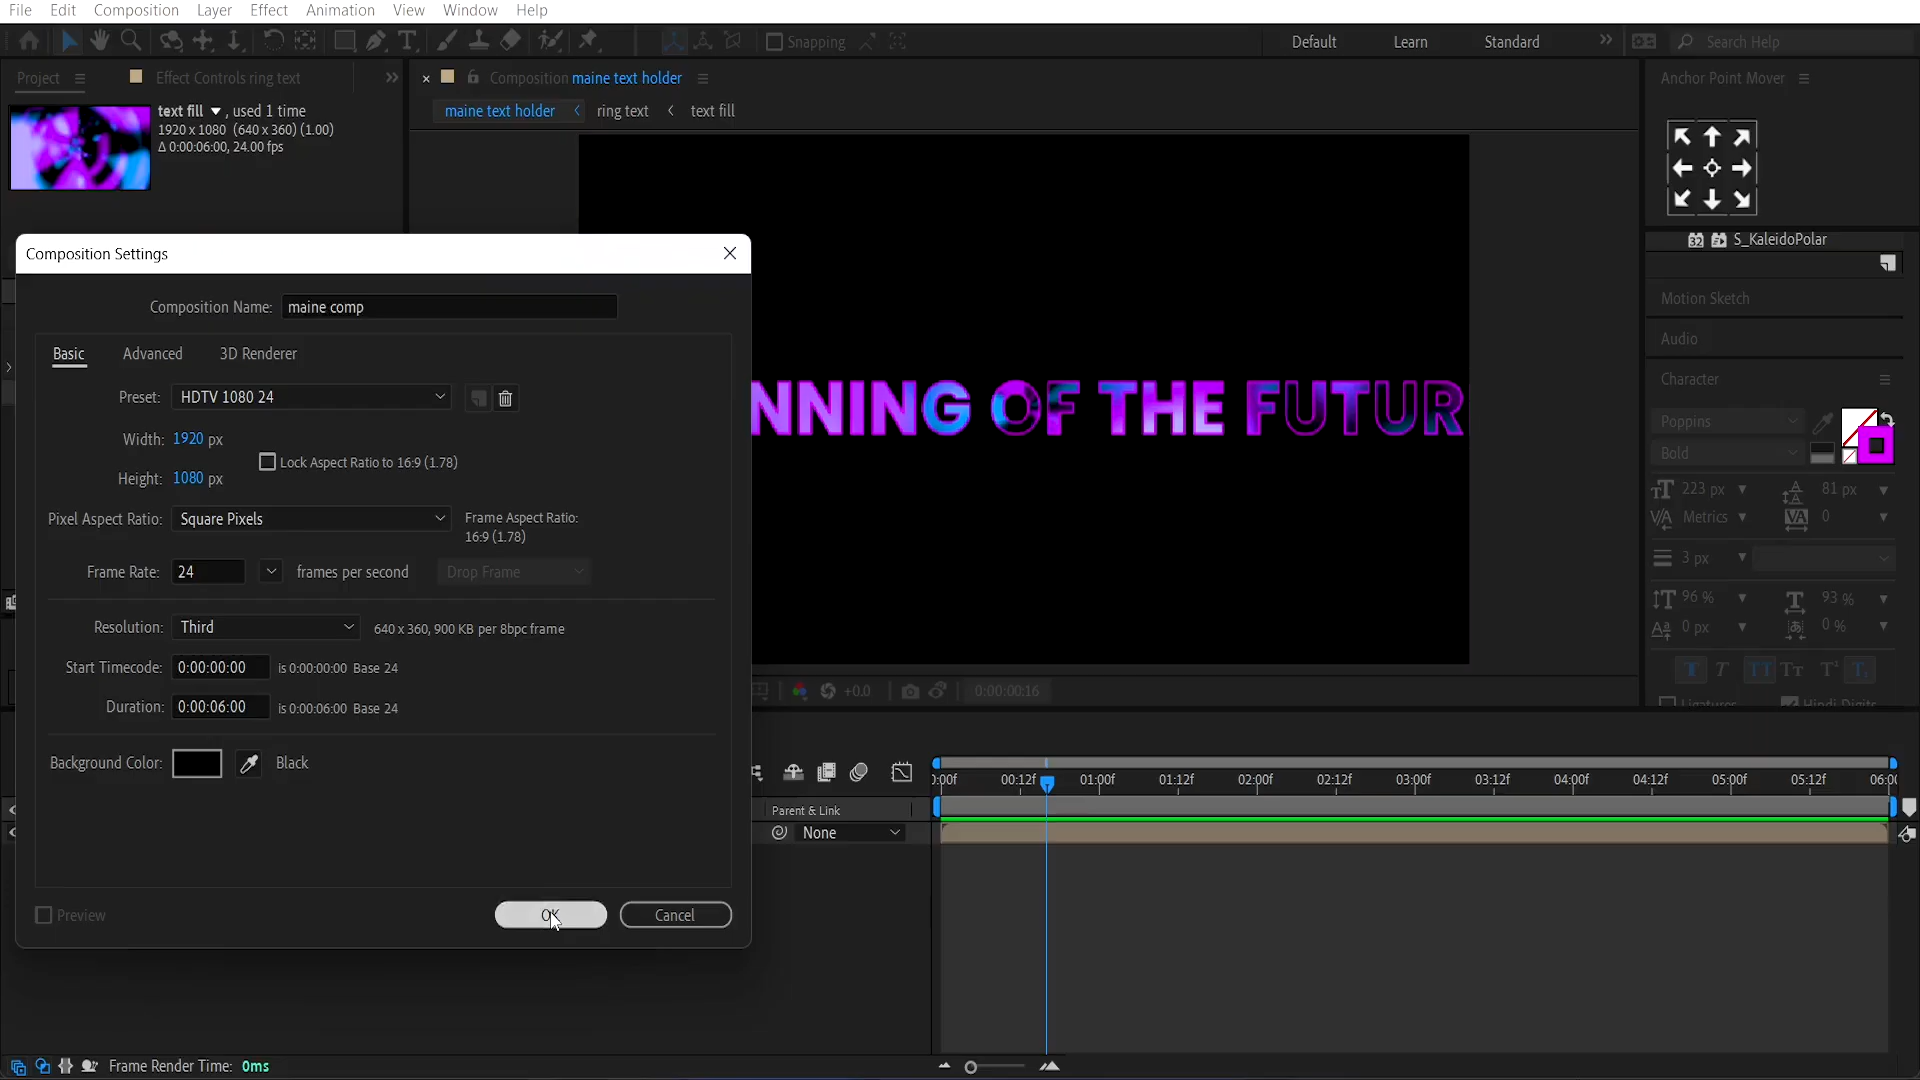 File Edit Composition Layer Effect Animation View Window Help
Snapping Default Learn Standard Search Help
Project Effect Controls ring text Composition maine text holder Anchor Point Mover
text fill , used 1 time
1920 x 1080 (640 x 360) (1.00)
Δ 0:00:06:00, 24.00 fps
maine text holder ring text text fill
S_KaleidoPolar
Motion Sketch
Audio
Character
Poppins
Bold
223 px 81 px
Metrics 0
3 px
96 % 93 %
0 px 0 %
Ligatures Hindi Digits
NNING OF THE FUTUR
Composition Settings
Composition Name: maine comp
Basic Advanced 3D Renderer
Preset: HDTV 1080 24
Width: 1920 px
Lock Aspect Ratio to 16:9 (1.78)
Height: 1080 px
Pixel Aspect Ratio: Square Pixels Frame Aspect Ratio:
16:9 (1.78)
Frame Rate: 24 frames per second Drop Frame
Resolution: Third 640 x 360, 900 KB per 8bpc frame
Start Timecode: 0:00:00:00 is 0:00:00:00 Base 24
Duration: 0:00:06:00 is 0:00:06:00 Base 24
Background Color: Black
Preview OK Cancel
+0.0 0:00:00:16
0:00f 00:12f 01:00f 01:12f 02:00f 02:12f 03:00f 03:12f 04:00f 04:12f 05:00f 05:12f 06:00
Parent & Link
None
Frame Render Time: 0ms